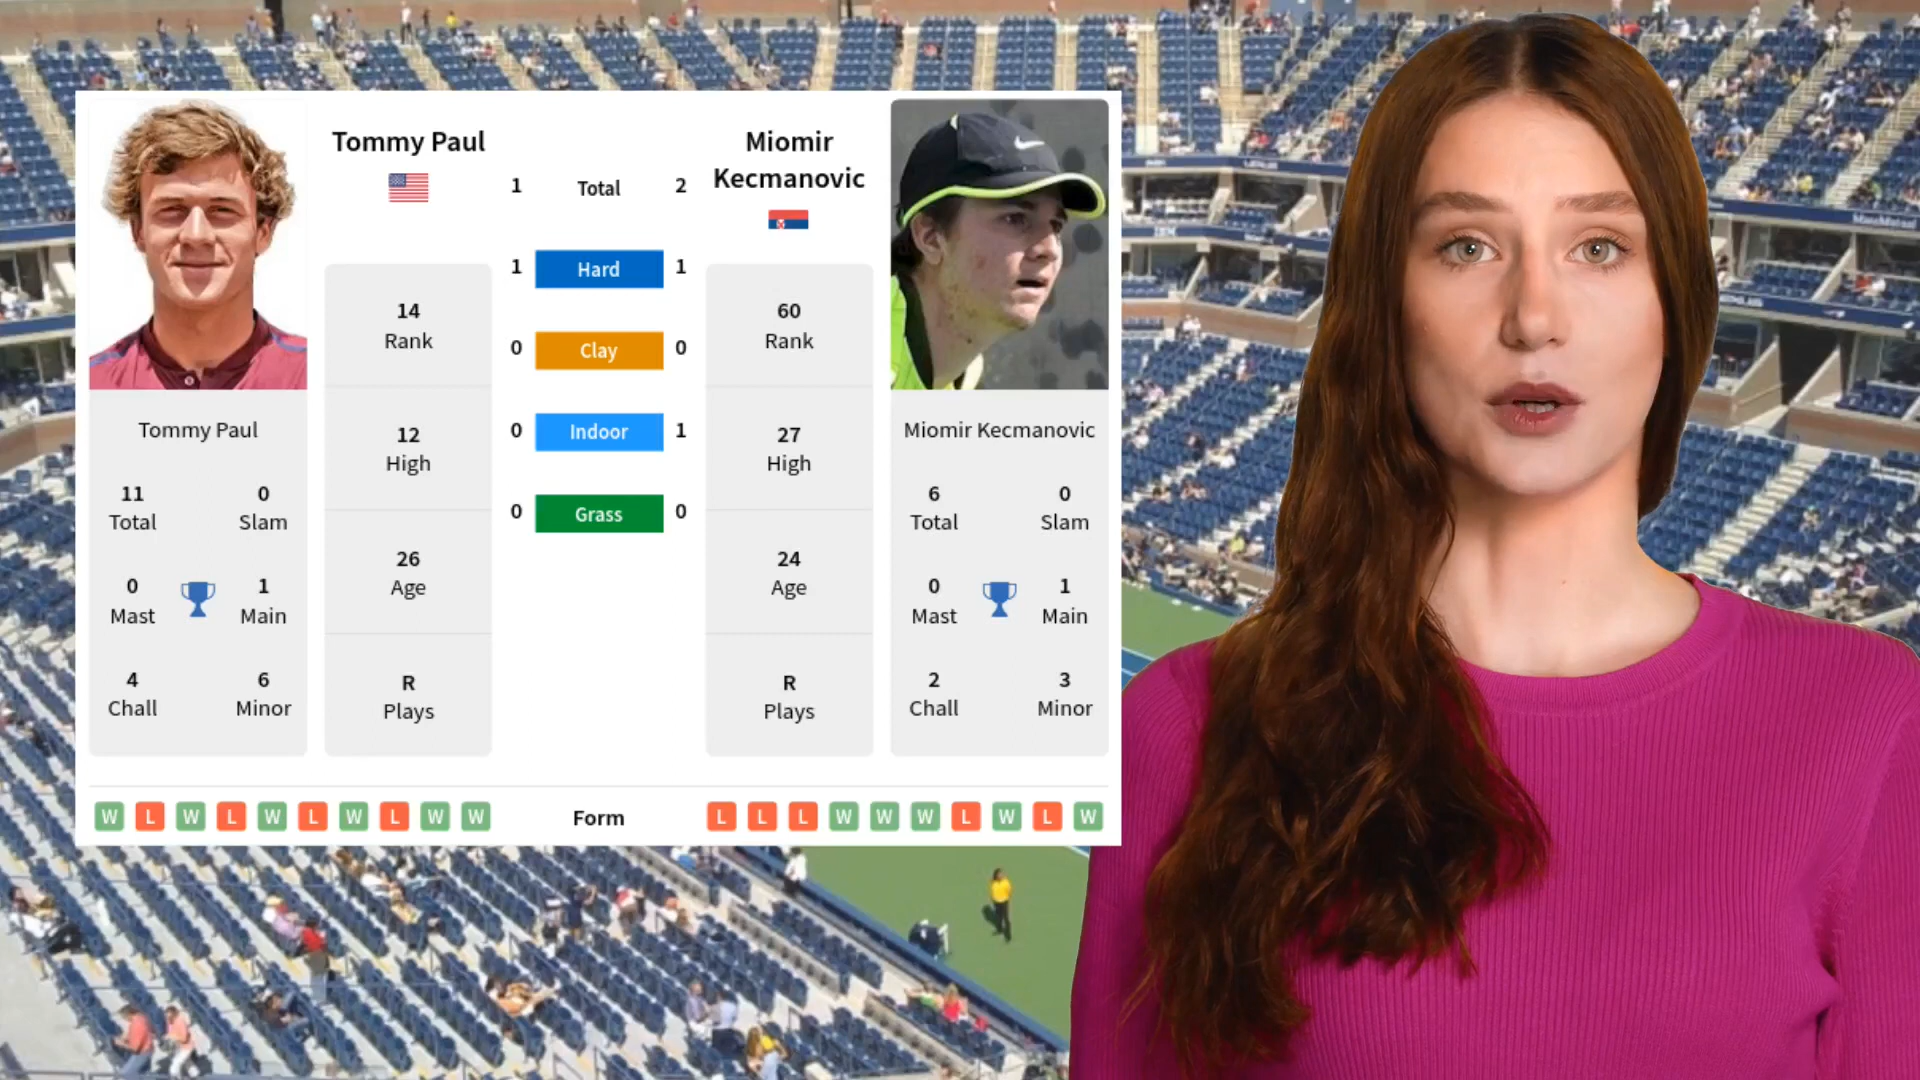 Tommy Paul
Miomir
Kecmanovic
1 Total 2
1 Hard 1
0 Clay 0
0 Indoor 1
0 Grass 0
14
Rank
12
High
26
Age
R
Plays
60
Rank
27
High
24
Age
R
Plays
Tommy Paul
11
Total
0
Slam
0
Mast
1
Main
4
Chall
6
Minor
Miomir Kecmanovic
6
Total
0
Slam
0
Mast
1
Main
2
Chall
3
Minor
W L W L W L W L W W Form L L L W W W L W L W